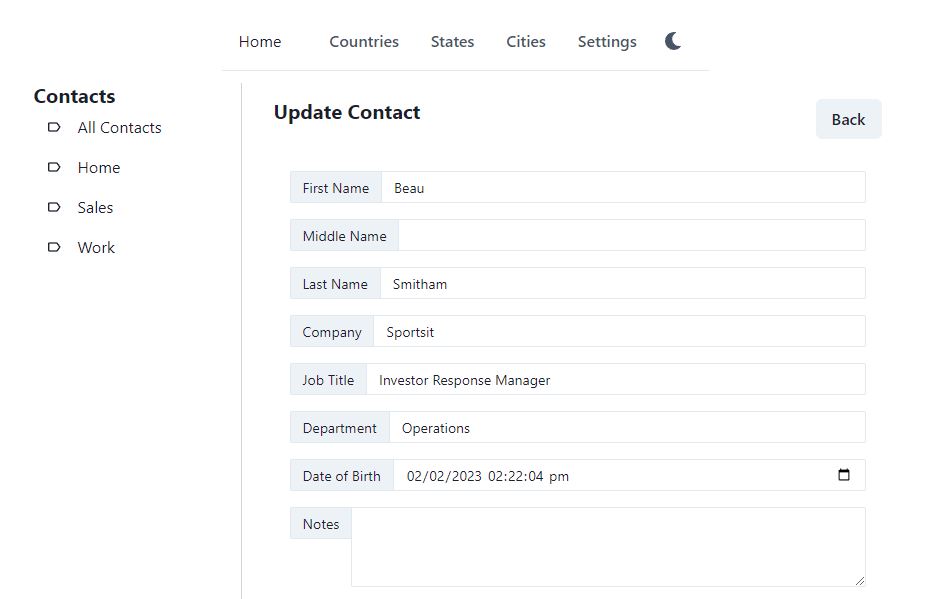 Home Countries States Cities Settings
Contacts
All Contacts
Home
Sales
Work
Update Contact
Back
First Name Beau
Middle Name
Last Name Smitham
Company Sportsit
Job Title Investor Response Manager
Department Operations
Date of Birth 02/02/2023 02:22:04 pm
Notes